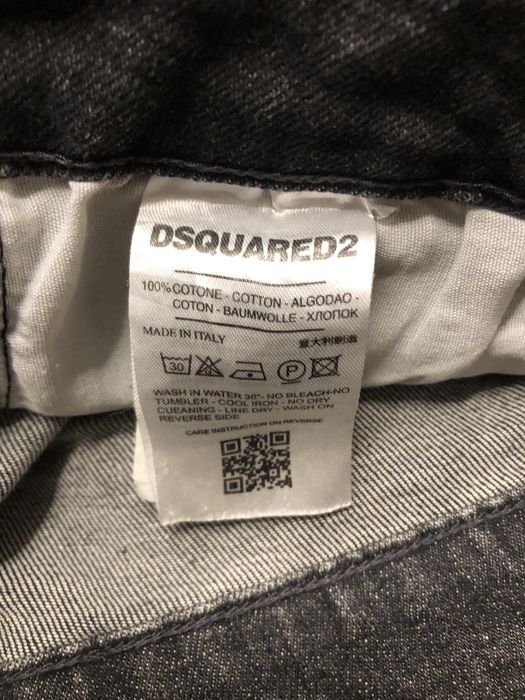 DSQUARED2
100% COTONE - COTTON - ALGODAO -
COTON - BAUMWOLLE - ХЛОПОК
MADE IN ITALY 意大利制造
30 P
WASH IN WATER 30°- NO BLEACH-NO
TUMBLER - COOL IRON - NO DRY
CUEANING - LINE DRY - WASH ON
REVERSE SIDE
CARE INSTRUCTION ON REVERSE